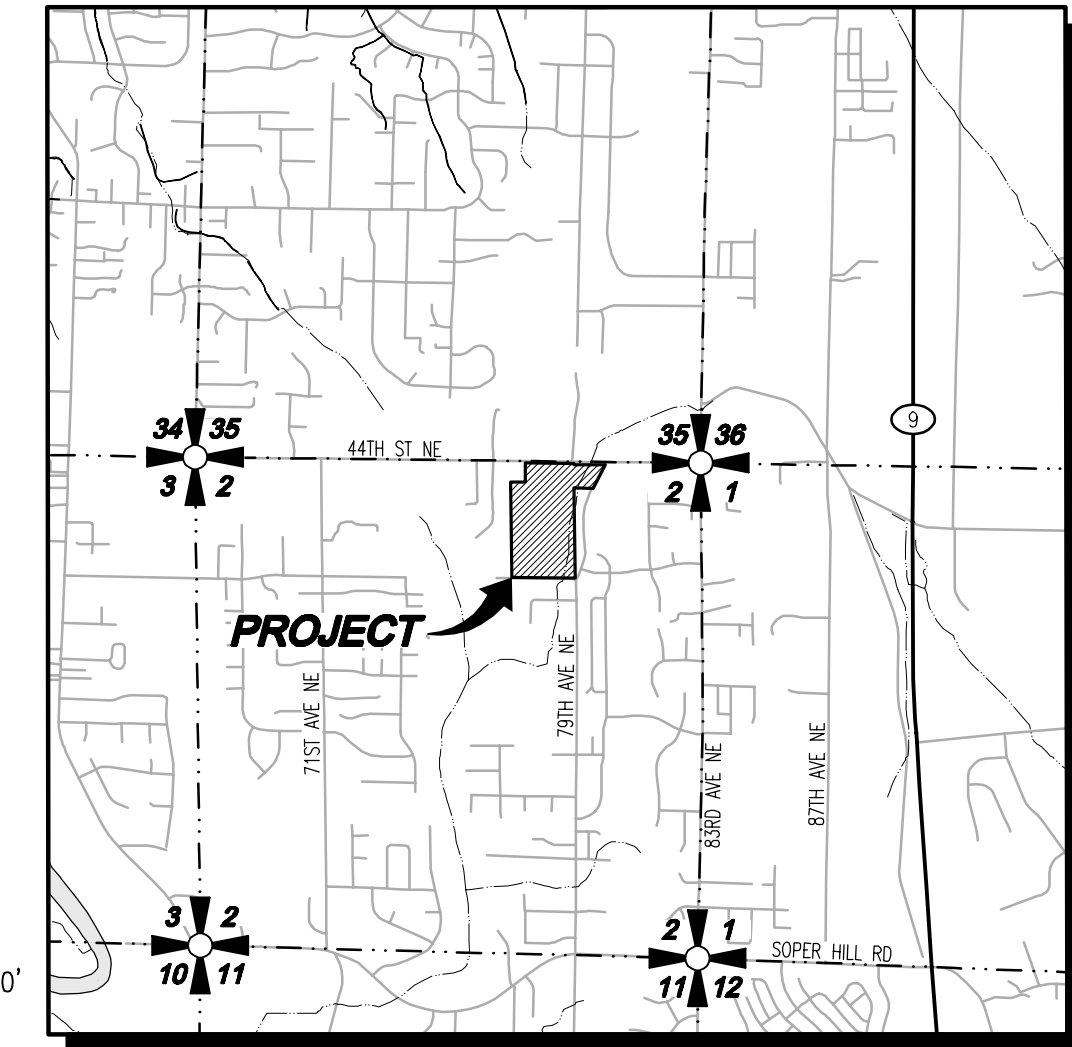 9
34 35
3 2
44TH ST NE
35 36
2 1
PROJECT
71ST AVE NE
79TH AVE NE
83RD AVE NE
87TH AVE NE
3 2
10 11
2 1
11 12
SOPER HILL RD
0'